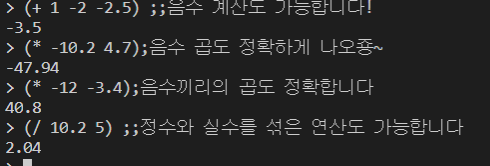 > (+ 1 -2 -2.5) ;;음수 계산도 가능합니다!
-3.5
> (* -10.2 4.7);음수 곱도 정확하게 나오죵~
-47.94
> (* -12 -3.4);음수끼리의 곱도 정확합니다
40.8
> (/ 10.2 5) ;;정수와 실수를 섞은 연산도 가능합니다
2.04
>